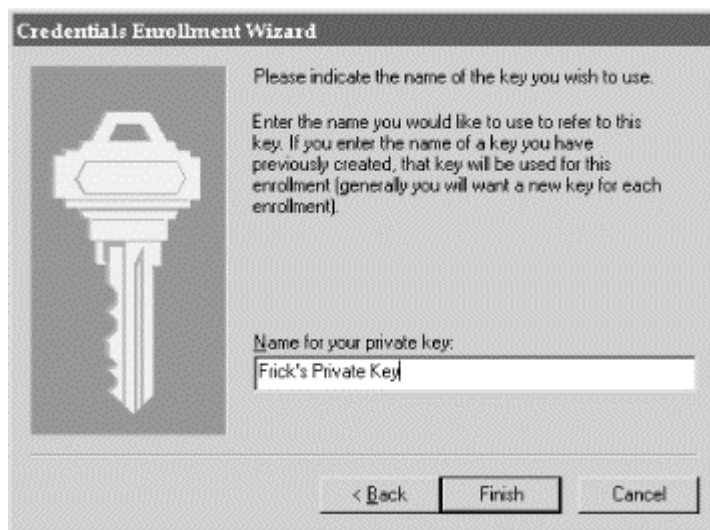 Credentials Enrollment Wizard
Please indicate the name of the key you wish to use.
Enter the name you would like to use to refer to this
key. If you enter the name of a key you have
previously created, that key will be used for this
enrollment (generally you will want a new key for each
enrollment).
Name for your private key:
Frick's Private Key
< Back
Finish
Cancel